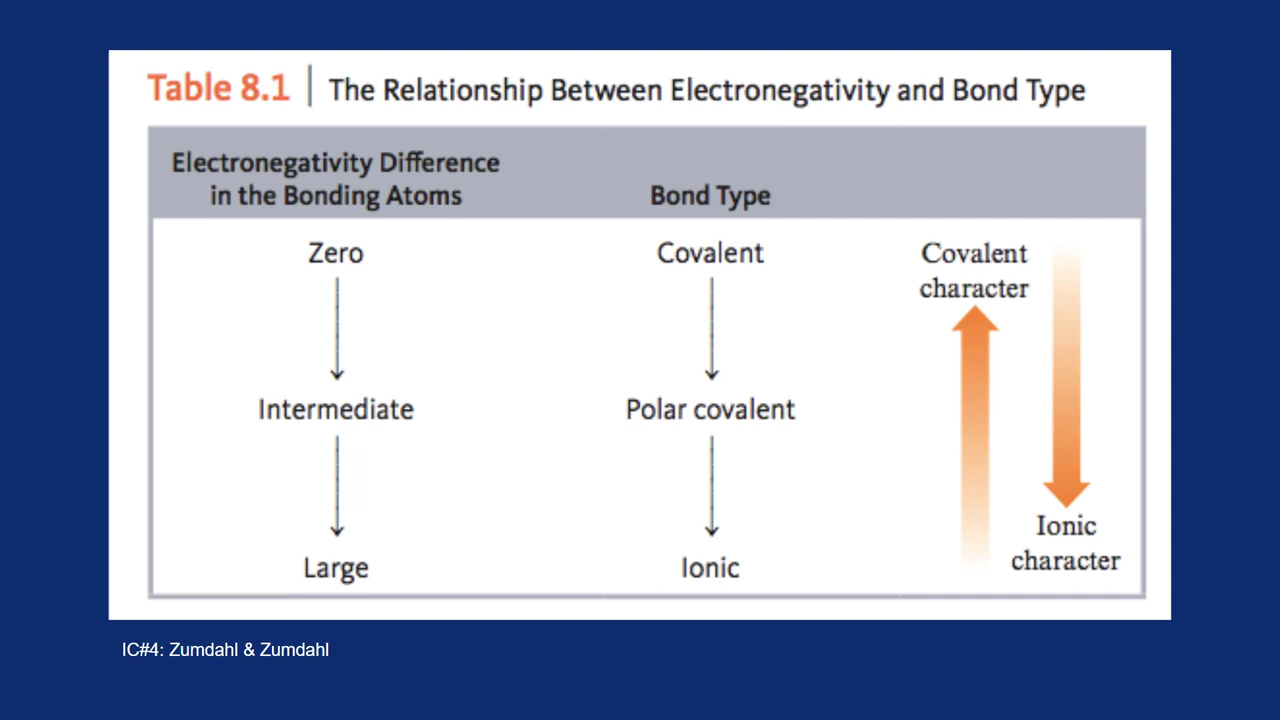 Table 8.1 | The Relationship Between Electronegativity and Bond Type
Electronegativity Difference
in the Bonding Atoms
Bond Type
Zero
Covalent
Covalent
character
Intermediate
Polar covalent
Large
Ionic
Ionic
character
IC#4: Zumdahl & Zumdahl